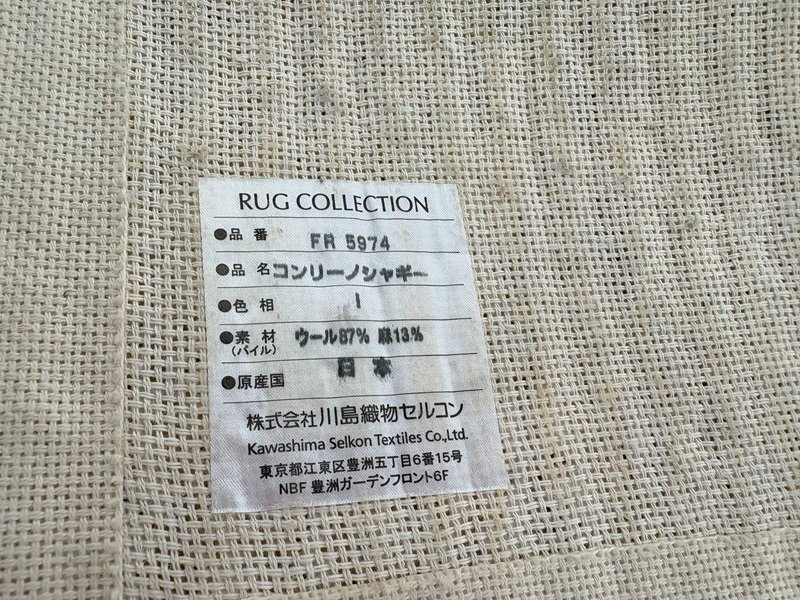 RUG COLLECTION
●品番 FR 5974
●品名 コンリーノシャギー
●色相 I
●素材 ウール87% 麻13%
(パイル)
●原産国 日本
株式会社川島織物セルコン
Kawashima Selkon Textiles Co.,Ltd.
東京都江東区豊洲五丁目6番15号
NBF 豊洲ガーデンフロント6F